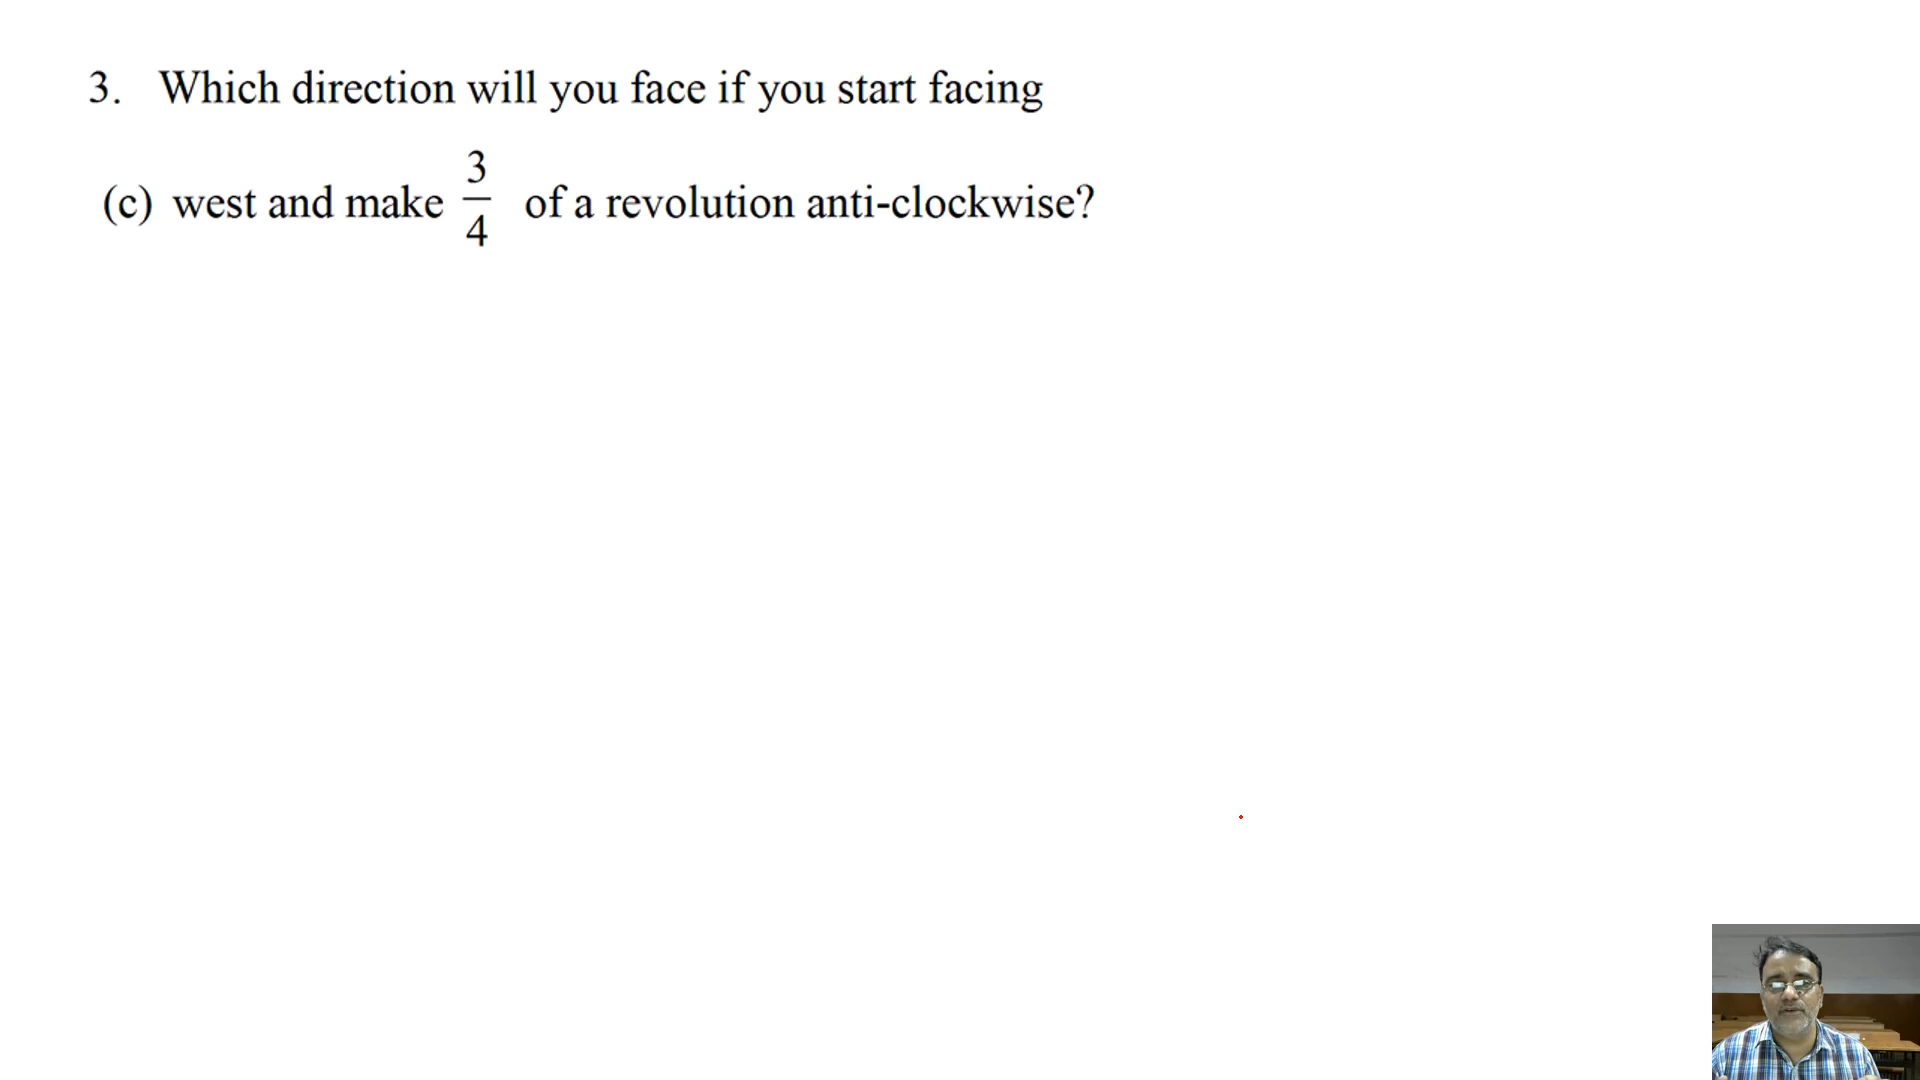 3. Which direction will you face if you start facing
(c) west and make 3/4 of a revolution anti-clockwise?